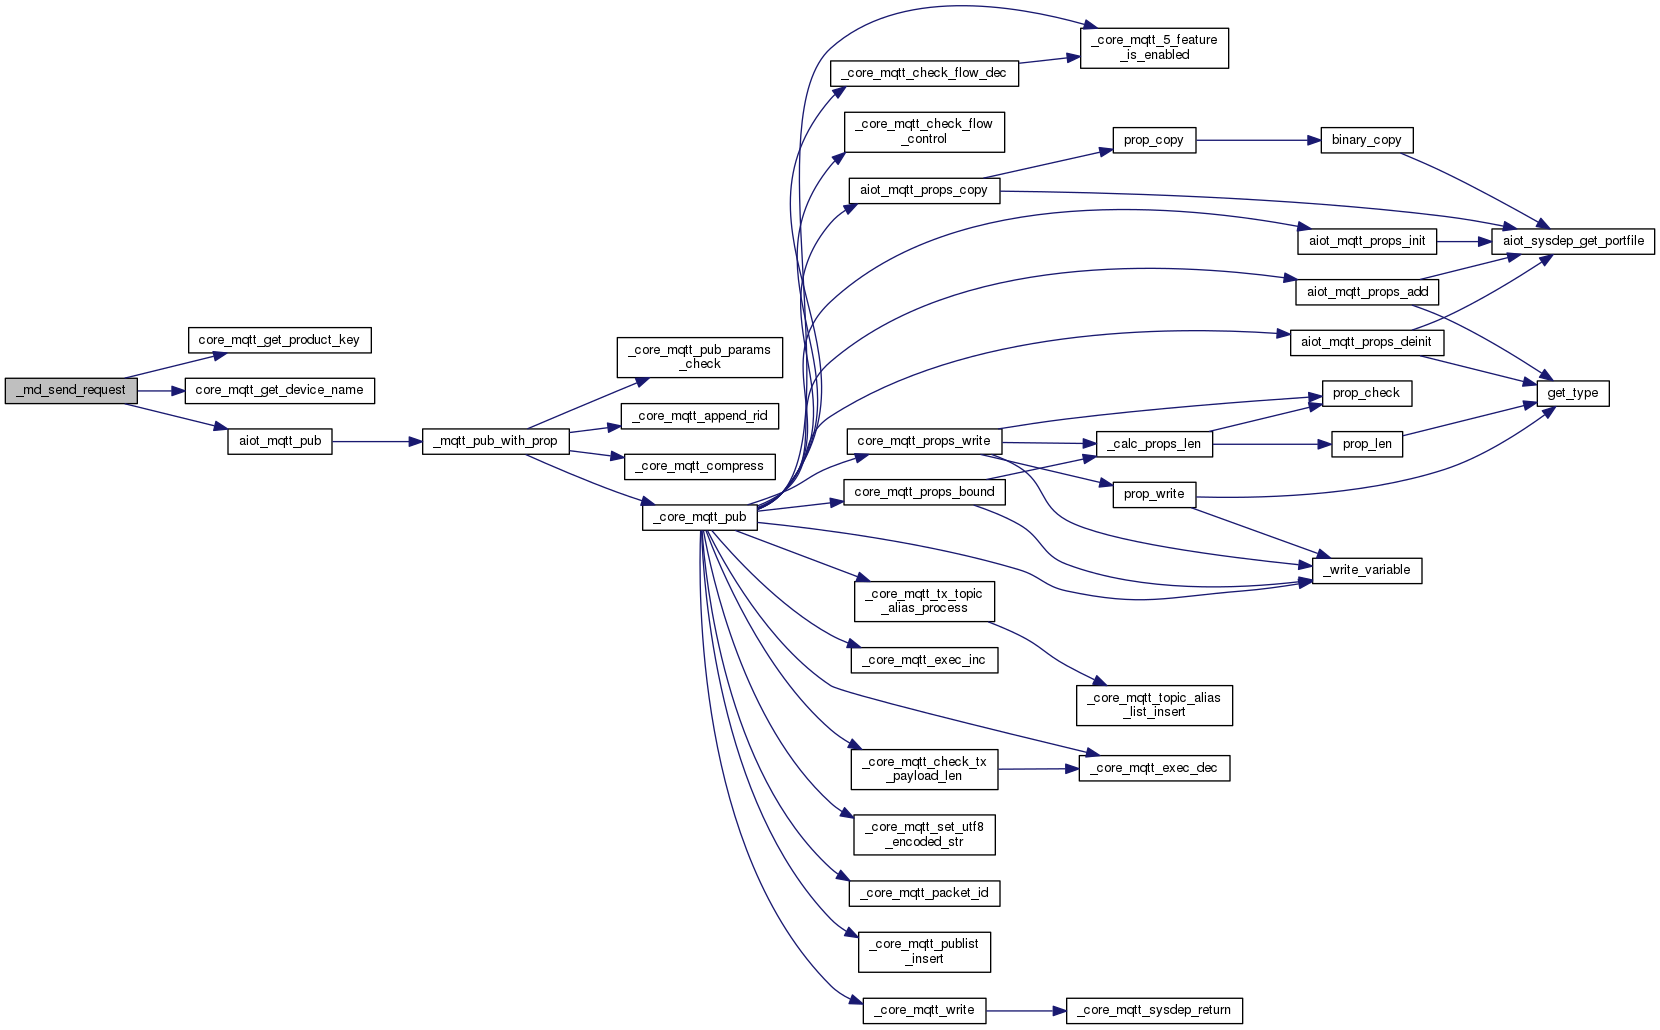 _md_send_request
core_mqtt_get_product_key
core_mqtt_get_device_name
aiot_mqtt_pub
_mqtt_pub_with_prop
_core_mqtt_pub_params
_check
_core_mqtt_append_rid
_core_mqtt_compress
_core_mqtt_pub
_core_mqtt_5_feature
_is_enabled
_core_mqtt_check_flow_dec
_core_mqtt_check_flow
_control
aiot_mqtt_props_copy
prop_copy
binary_copy
aiot_sysdep_get_portfile
aiot_mqtt_props_init
aiot_mqtt_props_add
aiot_mqtt_props_deinit
get_type
core_mqtt_props_write
prop_check
_calc_props_len
prop_len
core_mqtt_props_bound
prop_write
_write_variable
_core_mqtt_tx_topic
_alias_process
_core_mqtt_exec_inc
_core_mqtt_topic_alias
_list_insert
_core_mqtt_check_tx
_payload_len
_core_mqtt_exec_dec
_core_mqtt_set_utf8
_encoded_str
_core_mqtt_packet_id
_core_mqtt_publist
_insert
_core_mqtt_write
_core_mqtt_sysdep_return